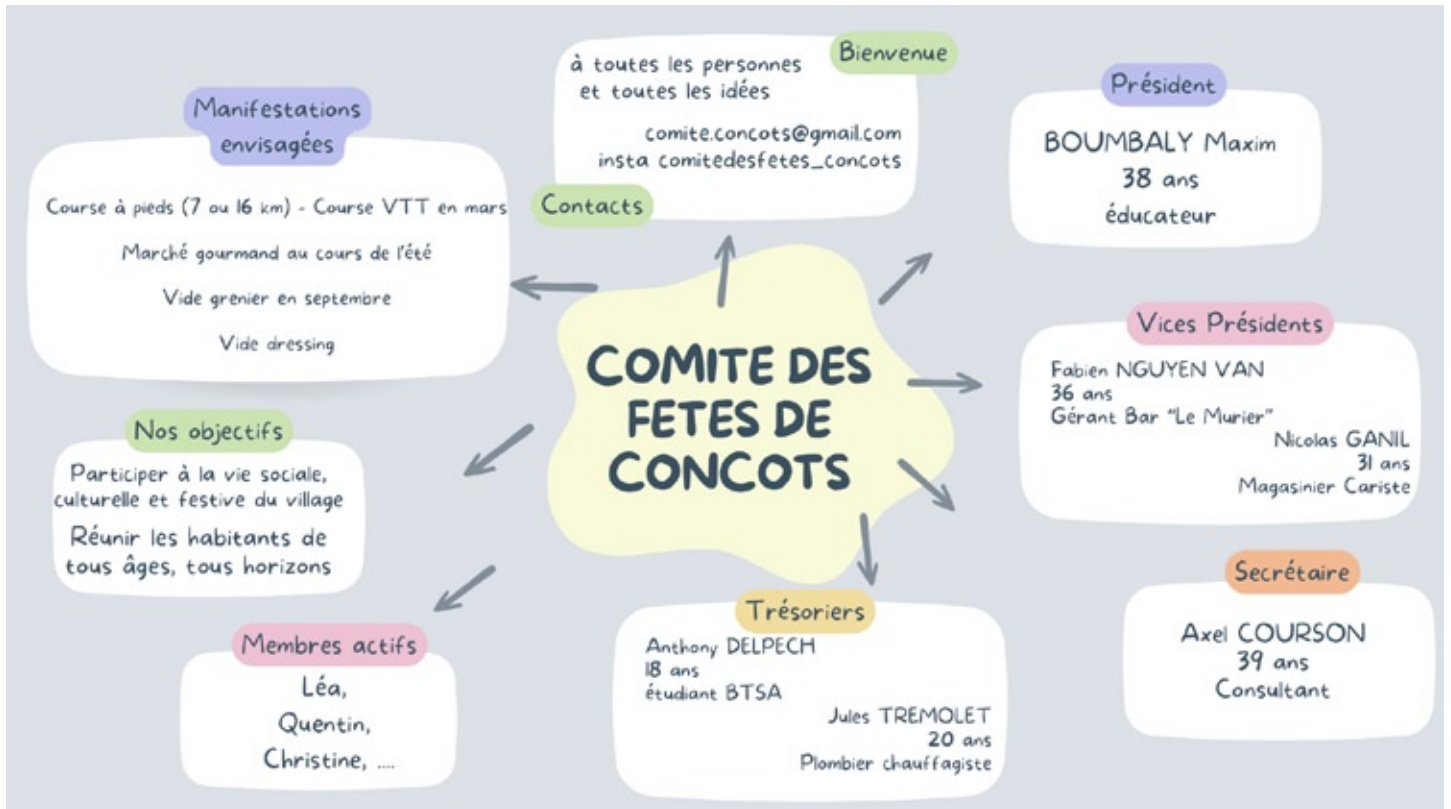 Bienvenue
à toutes les personnes
et toutes les idées
comite.concots@gmail.com
insta comitedesfetes_concots
Contacts
Président
BOUMBALY Maxim
38 ans
éducateur
Manifestations
envisagées
Course à pieds (7 ou 16 km) - Course VTT en mars
Marché gourmand au cours de l'été
Vide grenier en septembre
Vide dressing
COMITE DES
FETES DE
CONCOTS
Vices Présidents
Fabien NGUYEN VAN
36 ans
Gérant Bar "Le Murier"
Nicolas GANIL
31 ans
Magasinier Cariste
Nos objectifs
Participer à la vie sociale,
culturelle et festive du village
Réunir les habitants de
tous âges, tous horizons
Secrétaire
Axel COURSON
39 ans
Consultant
Trésoriers
Anthony DELPECH
18 ans
étudiant BTSA
Jules TREMOLET
20 ans
Plombier chauffagiste
Membres actifs
Léa,
Quentin,
Christine, ....